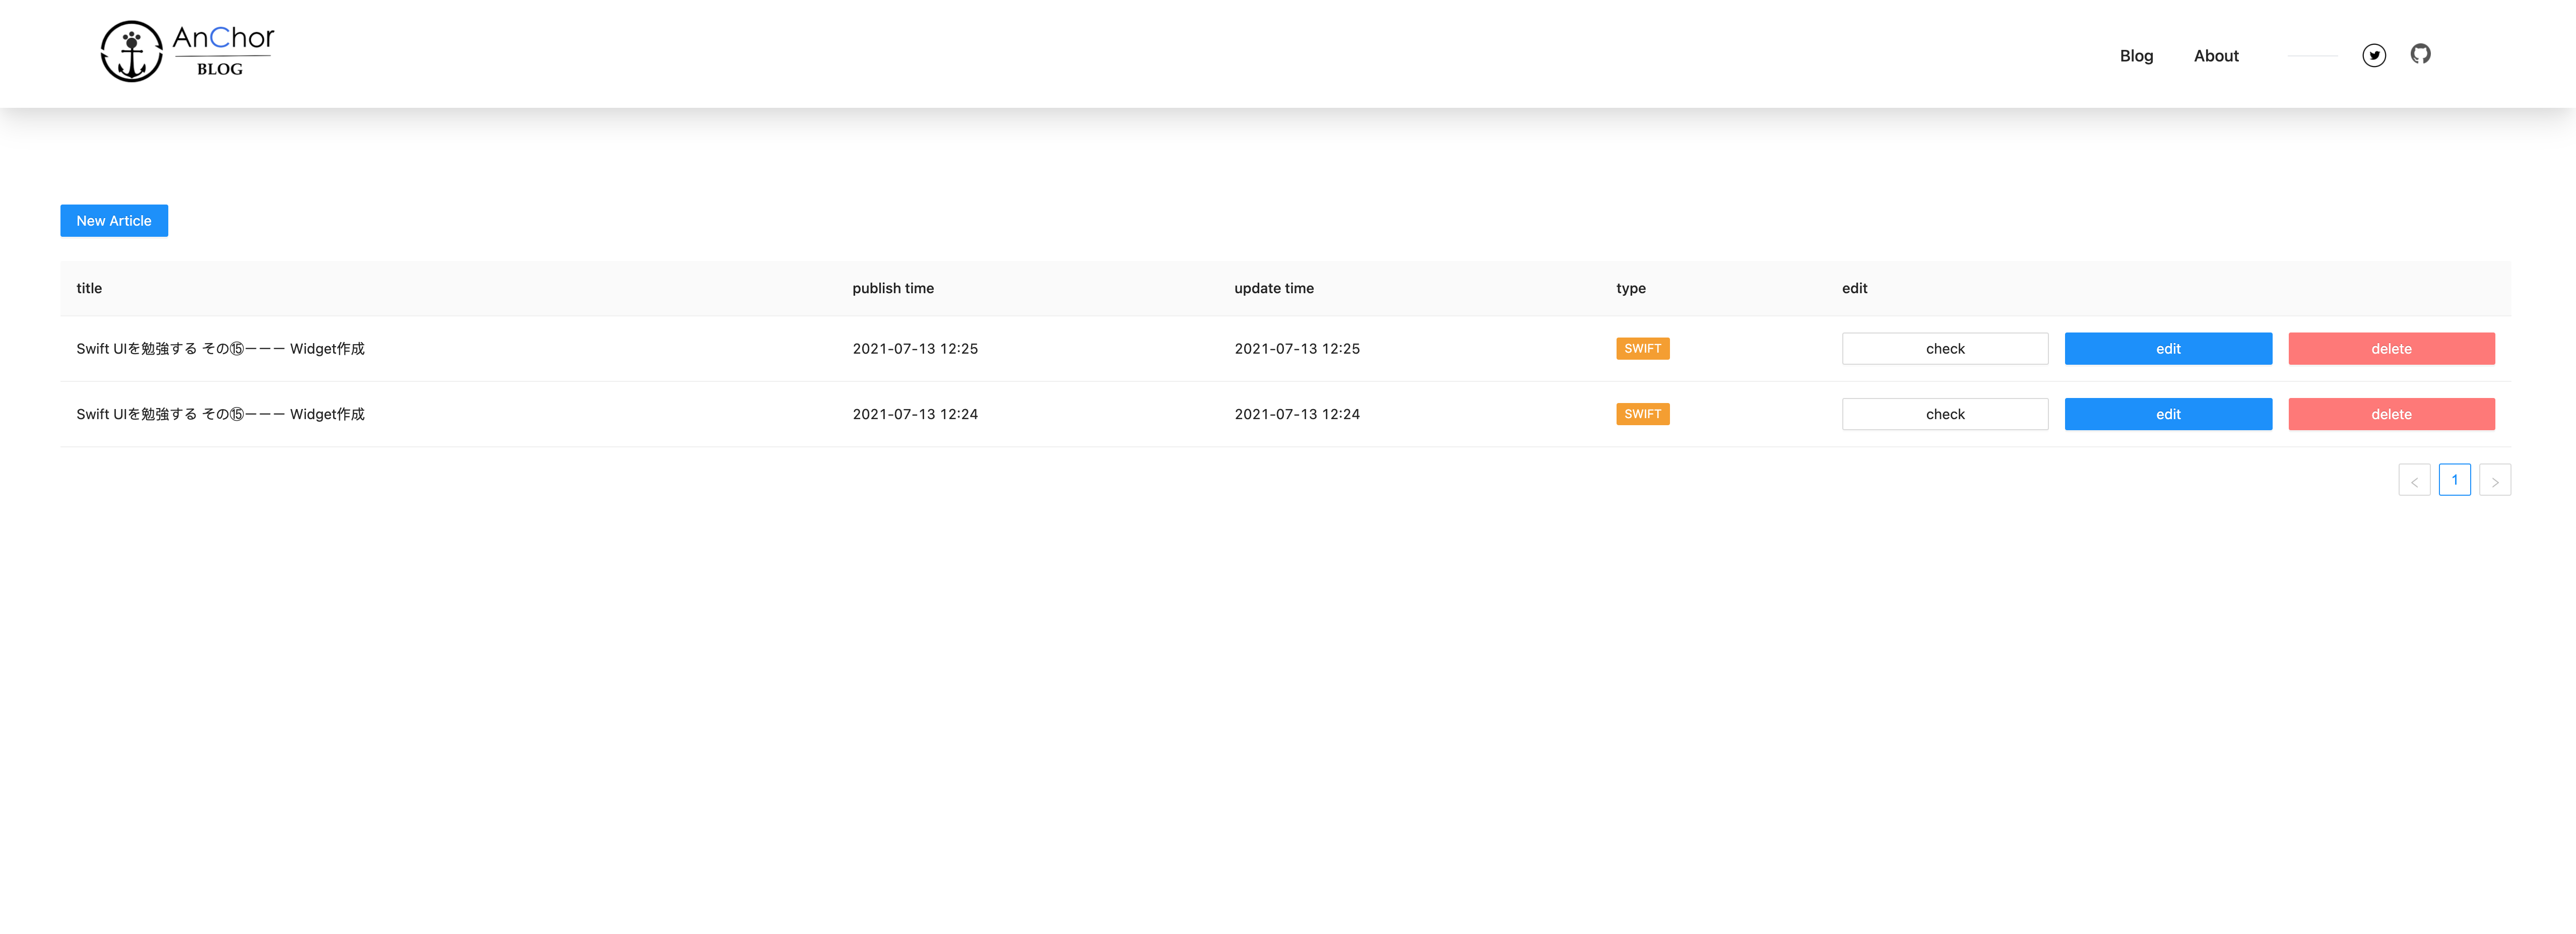 AnChor
BLOG
Blog About
New Article
title publish time update time type edit
Swift UIを勉強する その⑮ーーー Widget作成 2021-07-13 12:25 2021-07-13 12:25 SWIFT check edit delete
Swift UIを勉強する その⑮ーーー Widget作成 2021-07-13 12:24 2021-07-13 12:24 SWIFT check edit delete
< 1 >